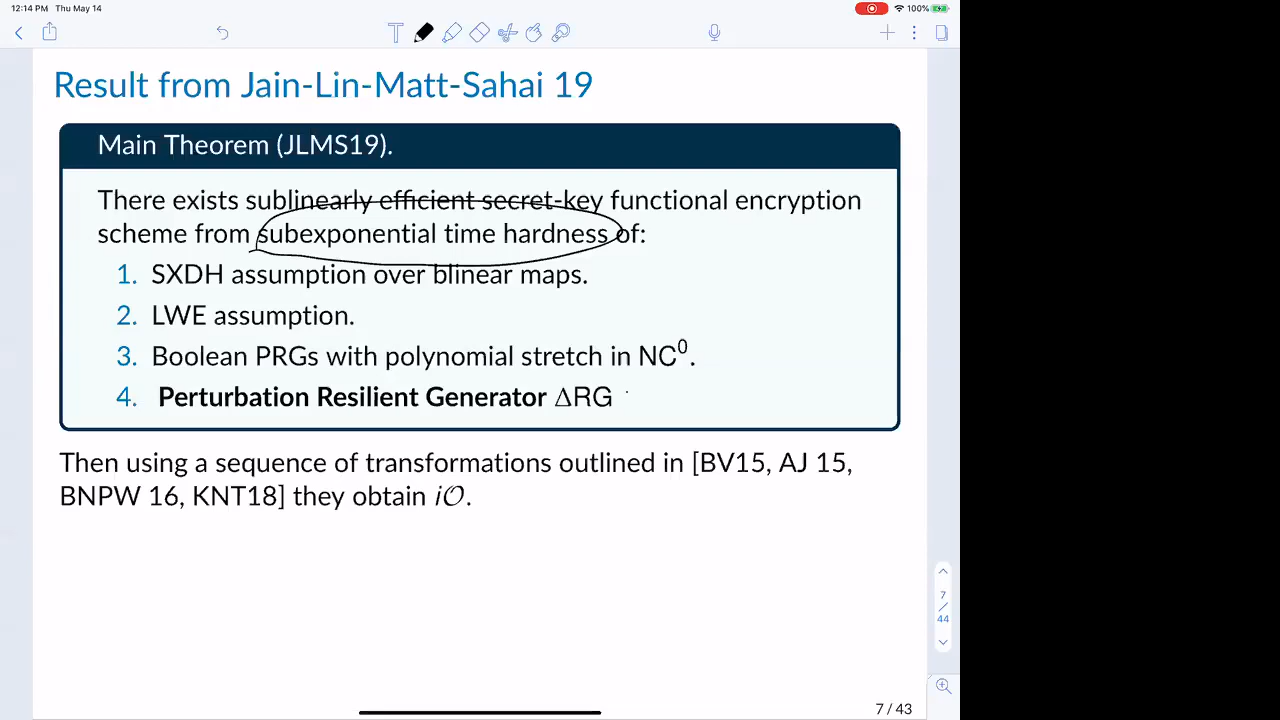 12:14 PM Thu May 14
100%
Result from Jain-Lin-Matt-Sahai 19
Main Theorem (JLMS19).
There exists sublinearly efficient secret-key functional encryption
scheme from subexponential time hardness of:
1. SXDH assumption over blinear maps.
2. LWE assumption.
3. Boolean PRGs with polynomial stretch in NC⁰.
4. Perturbation Resilient Generator ΔRG
Then using a sequence of transformations outlined in [BV15, AJ 15,
BNPW 16, KNT18] they obtain iO.
7
/
44
7 / 43